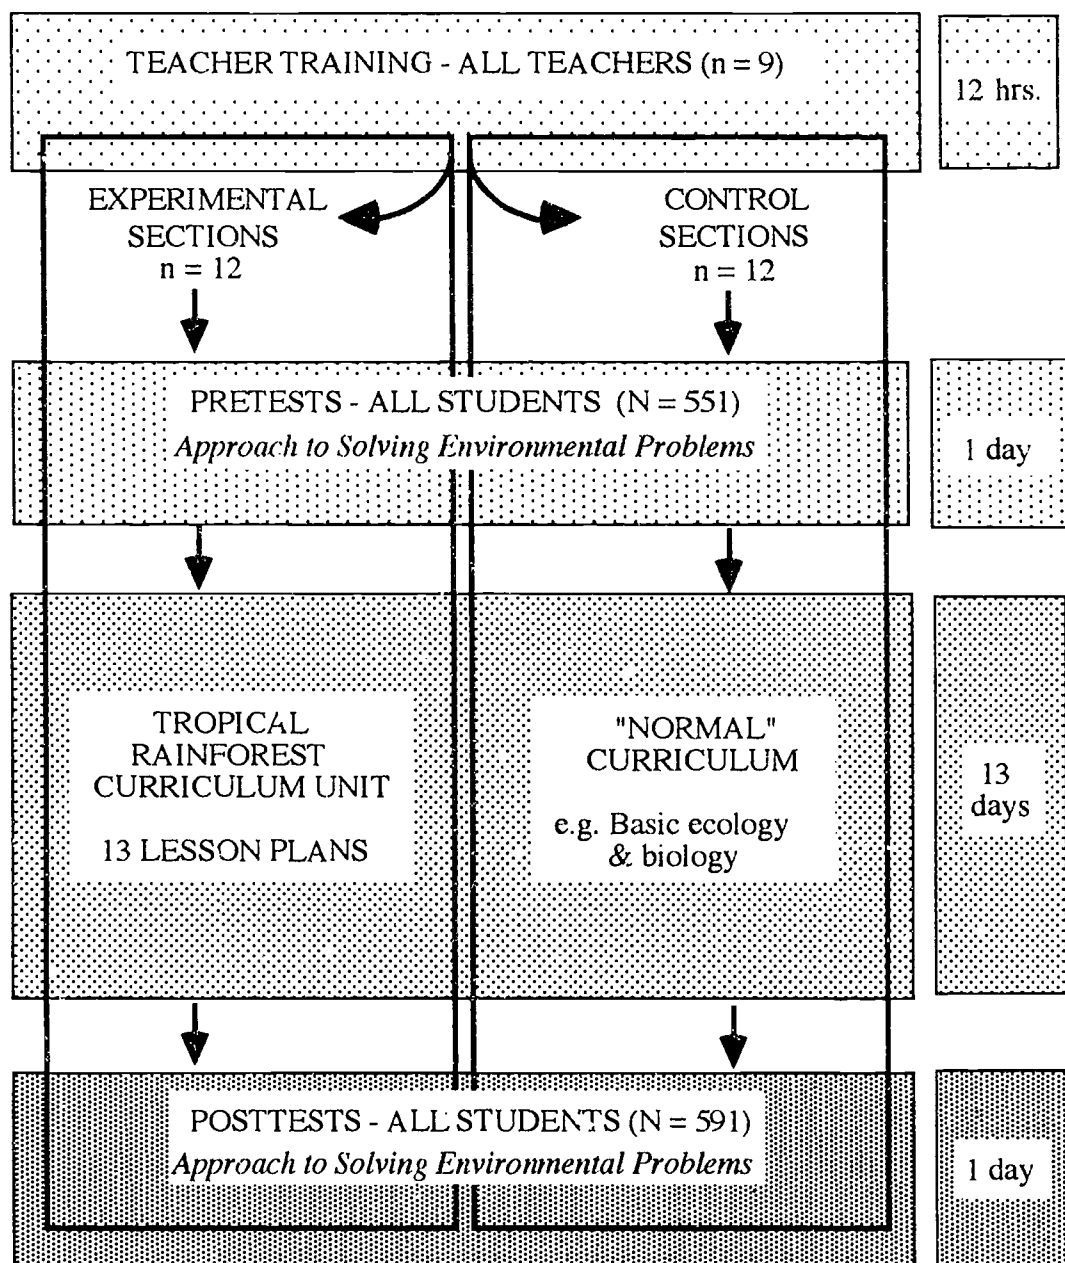 TEACHER TRAINING - ALL TEACHERS (n = 9)
12 hrs.
EXPERIMENTAL
SECTIONS
n = 12
CONTROL
SECTIONS
n = 12
PRETESTS - ALL STUDENTS (N = 551)
Approach to Solving Environmental Problems
1 day
TROPICAL
RAINFOREST
CURRICULUM UNIT
13 LESSON PLANS
"NORMAL"
CURRICULUM
e.g. Basic ecology
& biology
13
days
POSTTESTS - ALL STUDENTS (N = 591)
Approach to Solving Environmental Problems
1 day